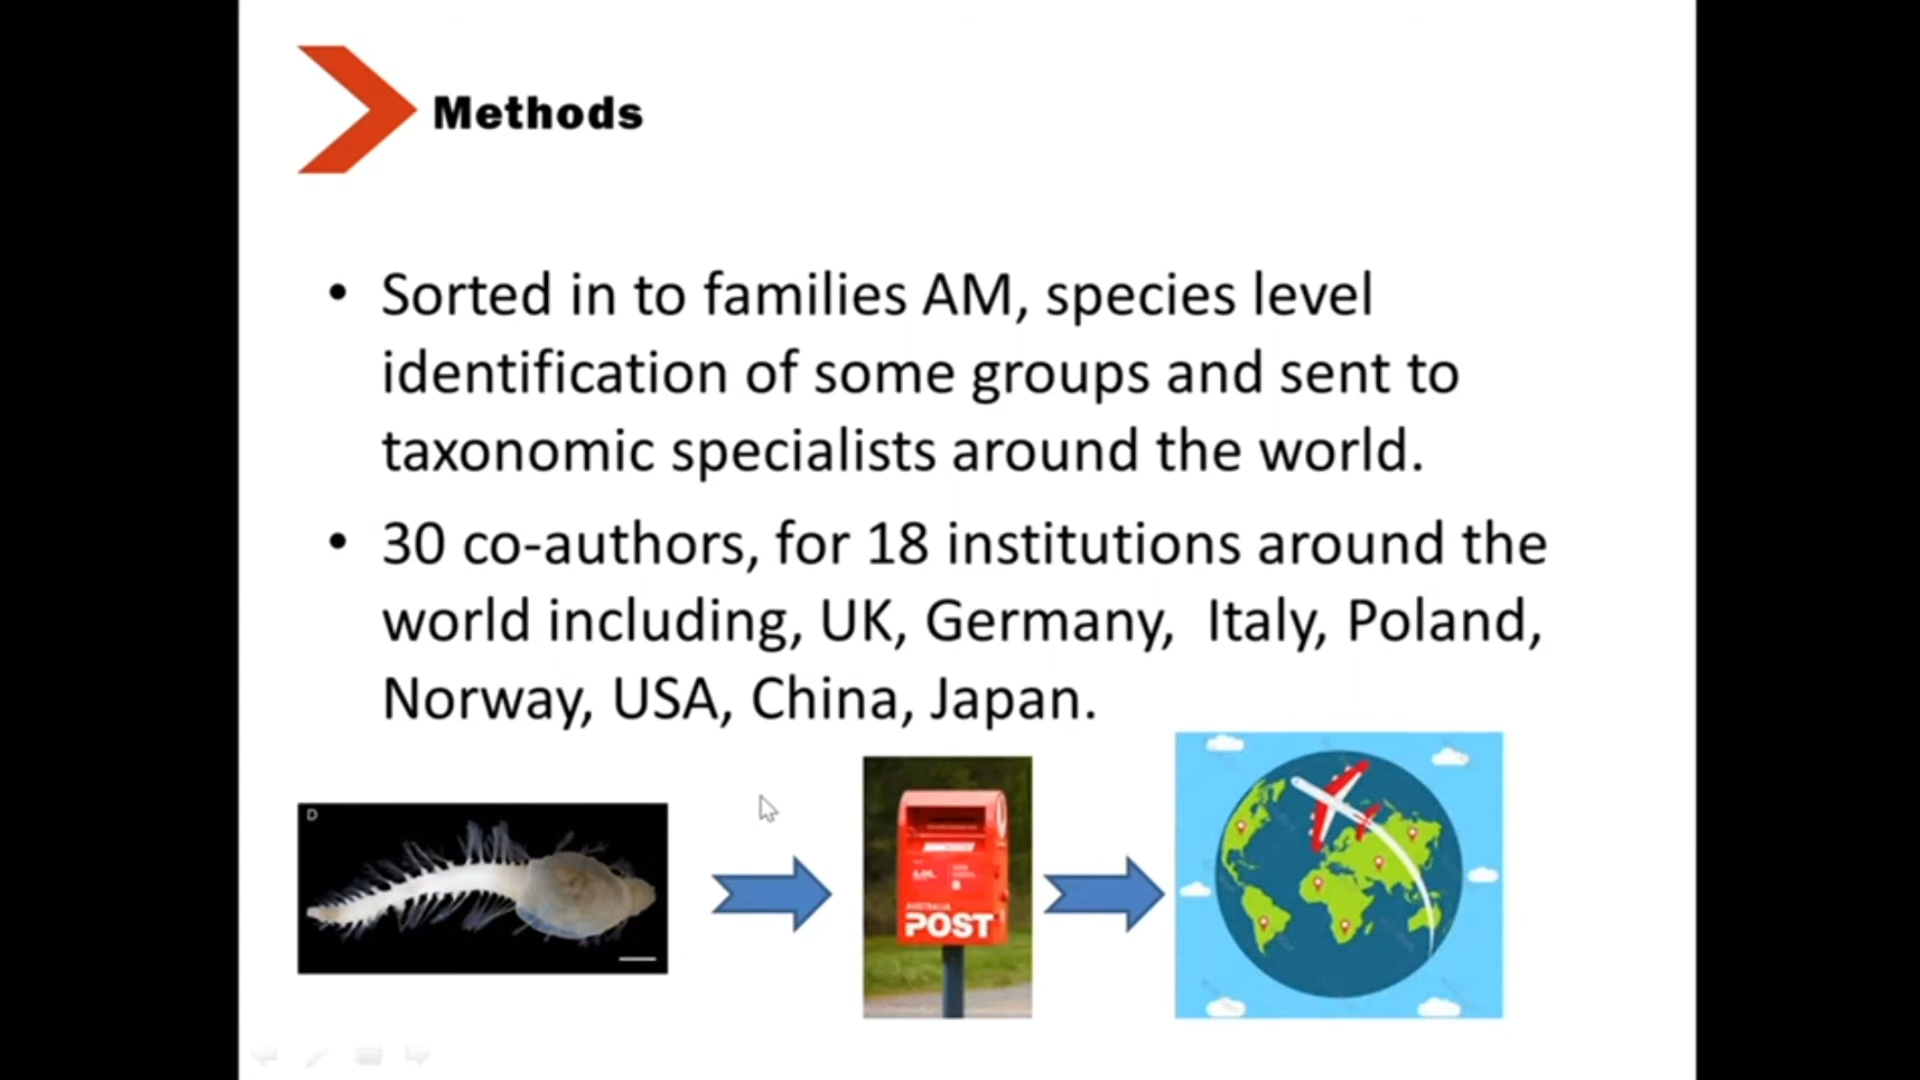 Methods
• Sorted in to families AM, species level
identification of some groups and sent to
taxonomic specialists around the world.
• 30 co-authors, for 18 institutions around the
world including, UK, Germany,  Italy, Poland,
Norway, USA, China, Japan.
D
AUSTRALIA
POST